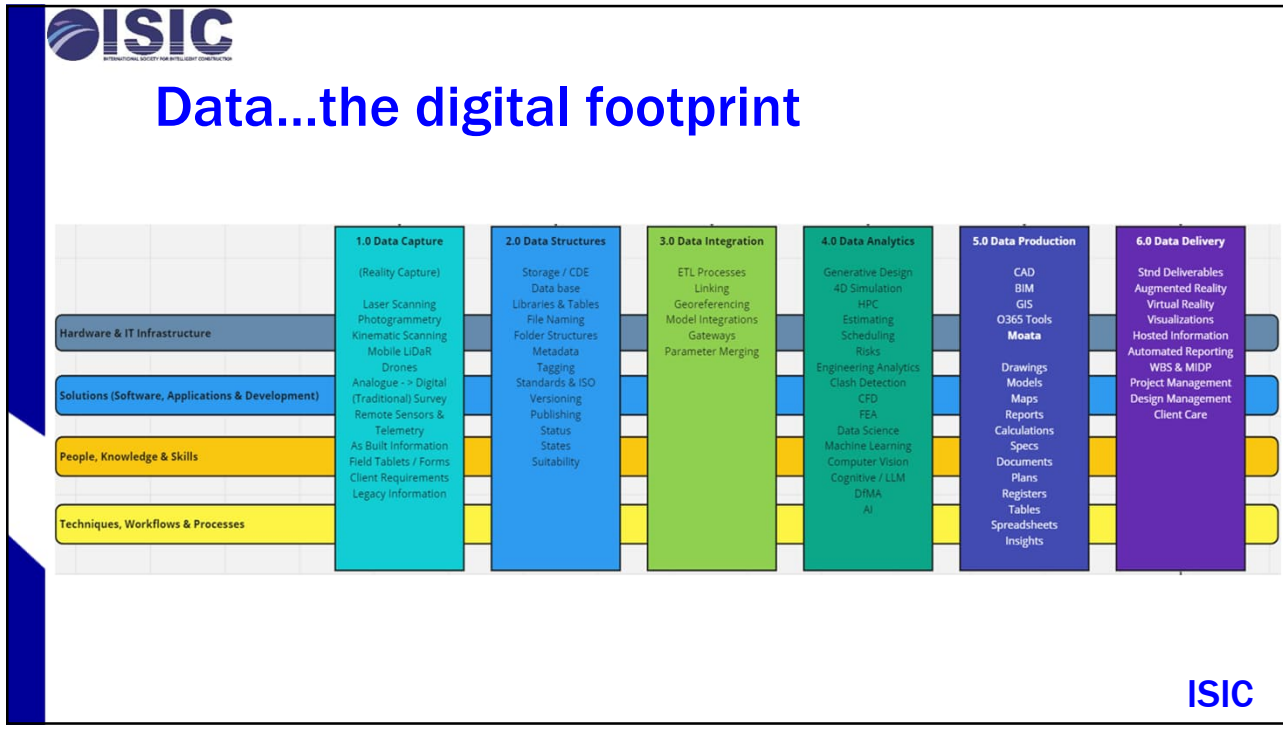 ISIC
INTERNATIONAL SOCIETY FOR INTELLIGENT CONSTRUCTION
Data...the digital footprint
Hardware & IT Infrastructure
Solutions (Software, Applications & Development)
People, Knowledge & Skills
Techniques, Workflows & Processes
1.0 Data Capture
(Reality Capture)
Laser Scanning
Photogrammetry
Kinematic Scanning
Mobile LiDaR
Drones
Analogue - > Digital
(Traditional) Survey
Remote Sensors &
Telemetry
As Built Information
Field Tablets / Forms
Client Requirements
Legacy Information
2.0 Data Structures
Storage / CDE
Data base
Libraries & Tables
File Naming
Folder Structures
Metadata
Tagging
Standards & ISO
Versioning
Publishing
Status
States
Suitability
3.0 Data Integration
ETL Processes
Linking
Georeferencing
Model Integrations
Gateways
Parameter Merging
4.0 Data Analytics
Generative Design
4D Simulation
HPC
Estimating
Scheduling
Risks
Engineering Analytics
Clash Detection
CFD
FEA
Data Science
Machine Learning
Computer Vision
Cognitive / LLM
DfMA
AI
5.0 Data Production
CAD
BIM
GIS
O365 Tools
Moata
Drawings
Models
Maps
Reports
Calculations
Specs
Documents
Plans
Registers
Tables
Spreadsheets
Insights
6.0 Data Delivery
Stnd Deliverables
Augmented Reality
Virtual Reality
Visualizations
Hosted Information
Automated Reporting
WBS & MIDP
Project Management
Design Management
Client Care
ISIC